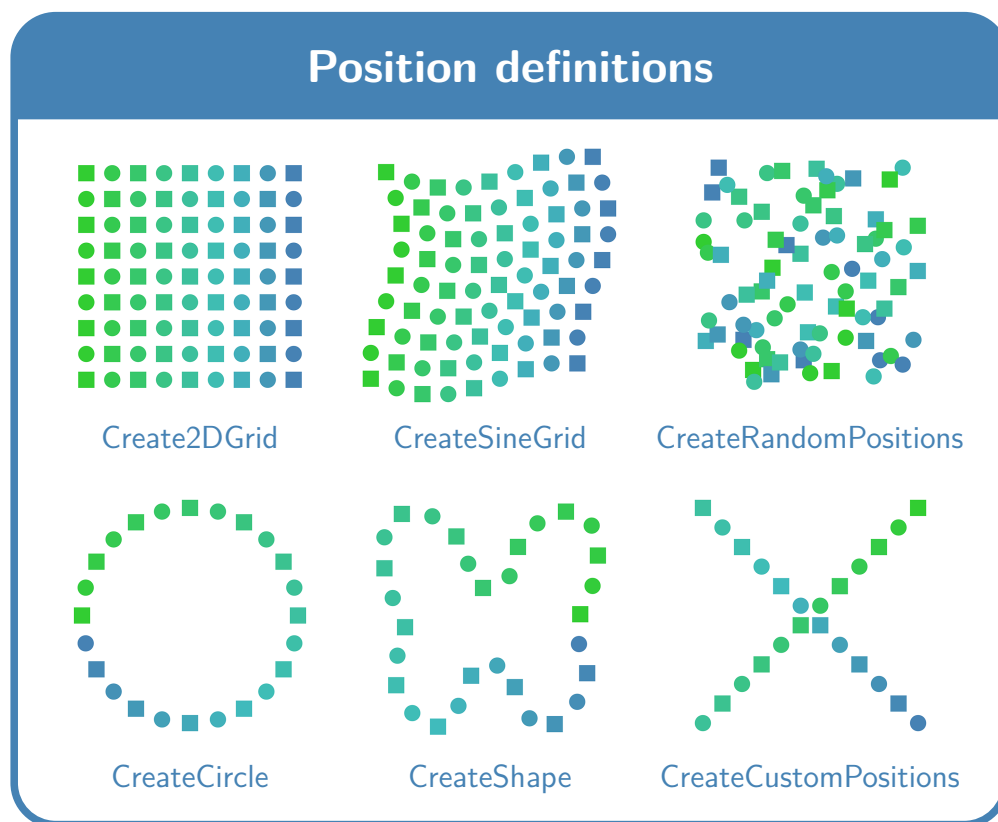 Position definitions
Create2DGrid
CreateSineGrid
CreateRandomPositions
CreateCircle
CreateShape
CreateCustomPositions